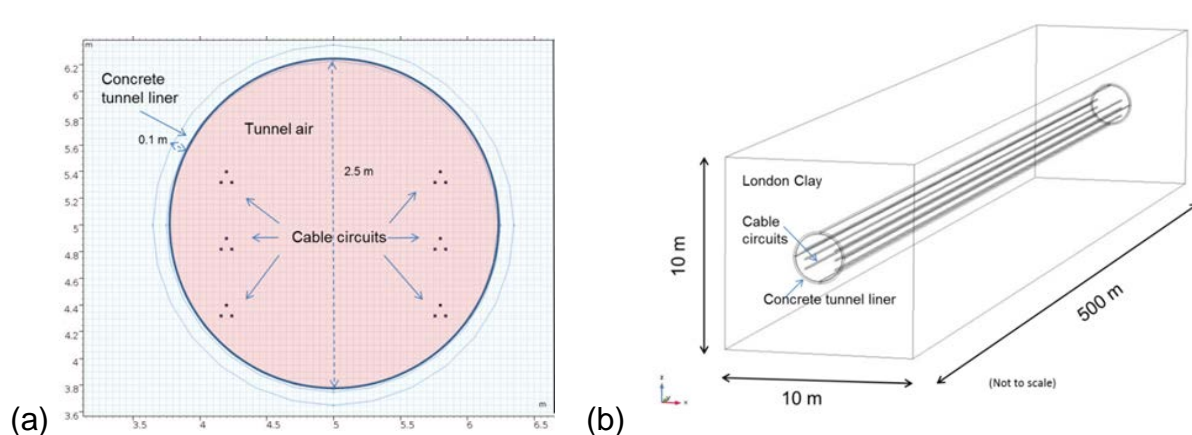 m
6.2
6
5.8
5.6
5.4
5.2
5
4.8
4.6
4.4
4.2
4
3.8
3.6
Concrete
tunnel liner
0.1 m
Tunnel air
2.5 m
Cable circuits
m
3.5
4
4.5
5
5.5
6
6.5
(a)
London Clay
Cable
circuits
Concrete tunnel liner
10 m
10 m
500 m
(Not to scale)
z
x
(b)